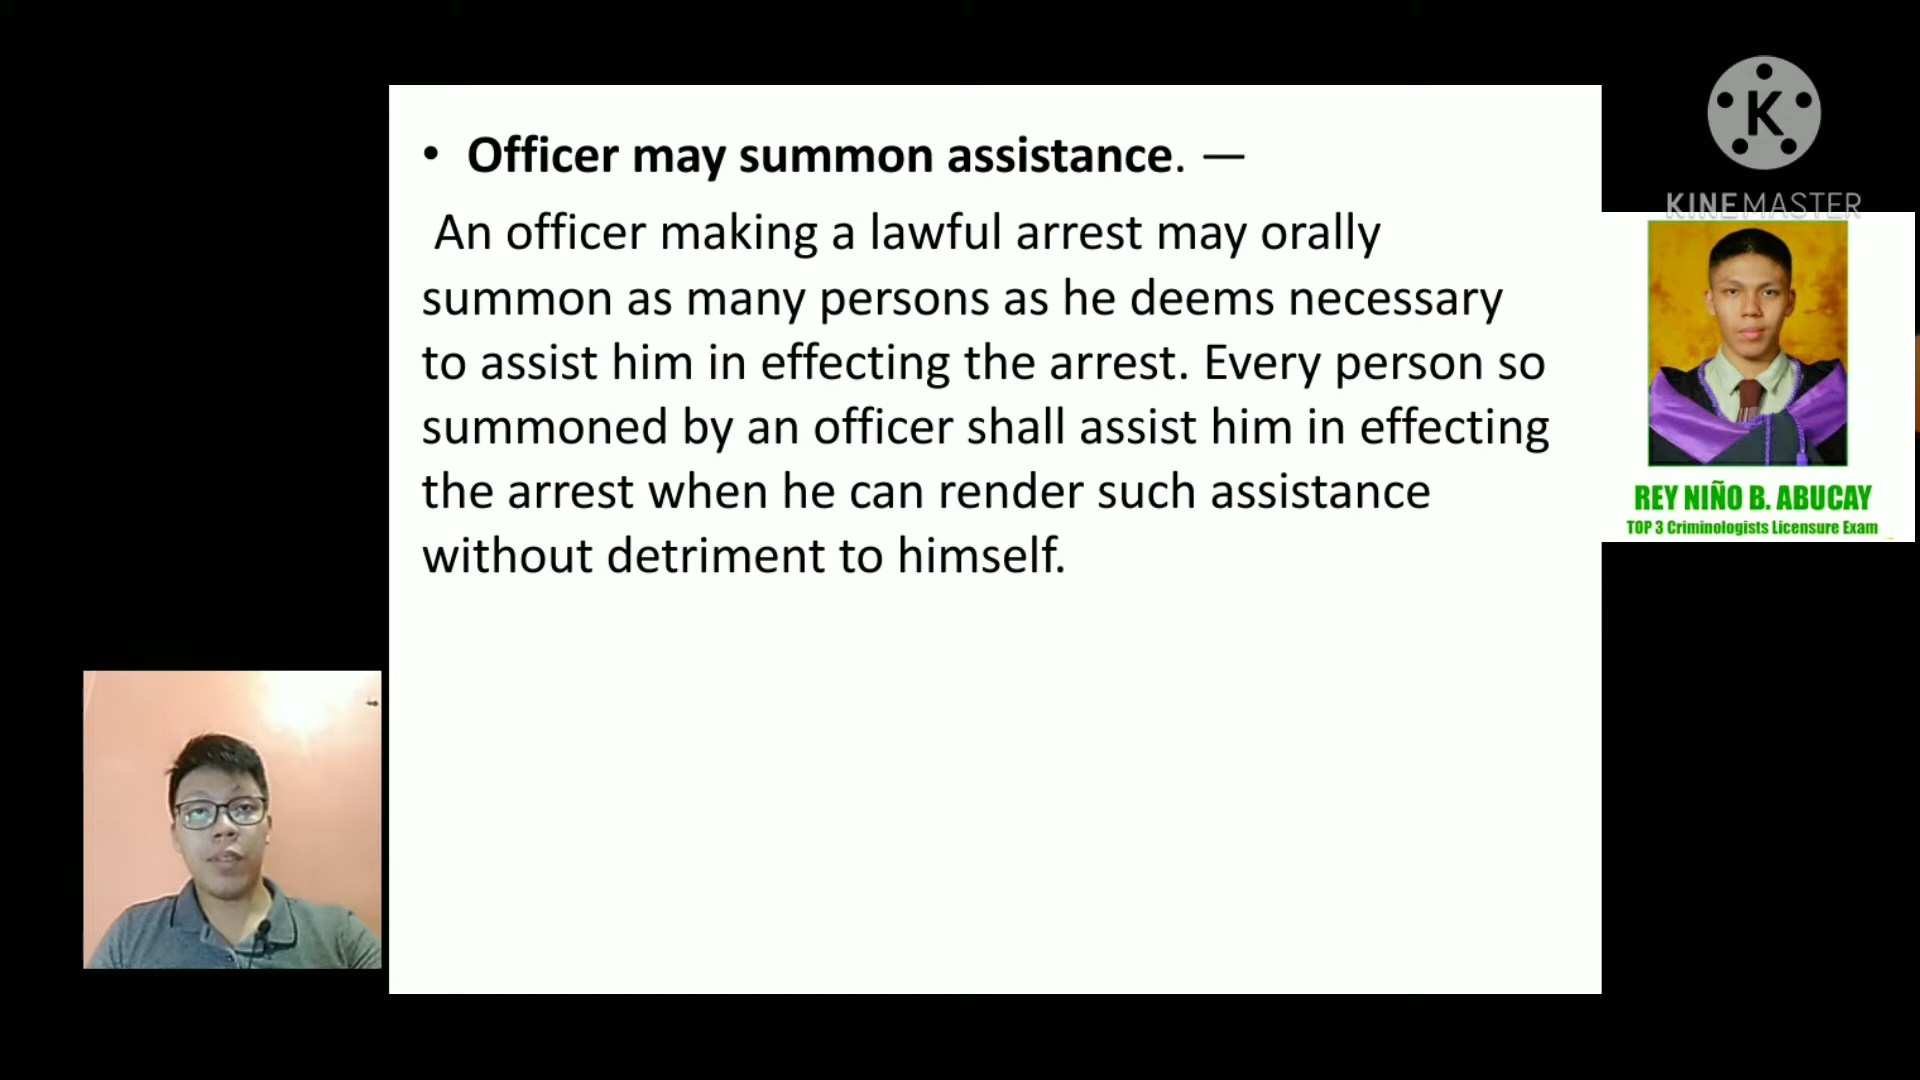 • Officer may summon assistance. —
An officer making a lawful arrest may orally
summon as many persons as he deems necessary
to assist him in effecting the arrest. Every person so
summoned by an officer shall assist him in effecting
the arrest when he can render such assistance
without detriment to himself.
K
KINEMASTER
REY NIÑO B. ABUCAY
TOP 3 Criminologists Licensure Exam